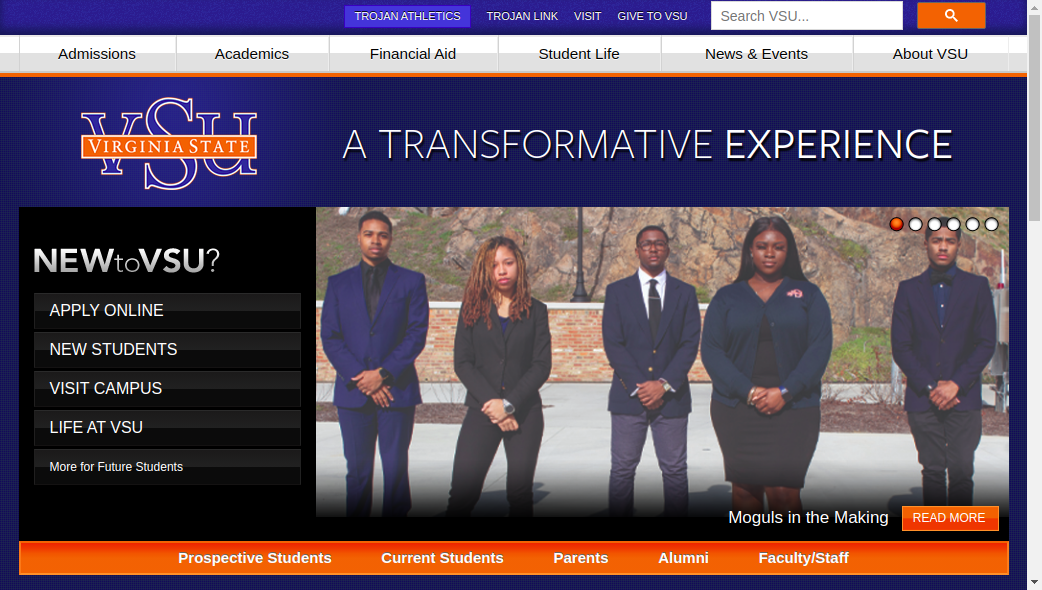 TROJAN ATHLETICS TROJAN LINK VISIT GIVE TO VSU Search VSU...
Admissions Academics Financial Aid Student Life News & Events About VSU
VSU
VIRGINIA STATE
A TRANSFORMATIVE EXPERIENCE
NEWtoVSU?
APPLY ONLINE
NEW STUDENTS
VISIT CAMPUS
LIFE AT VSU
More for Future Students
Moguls in the Making READ MORE
Prospective Students Current Students Parents Alumni Faculty/Staff